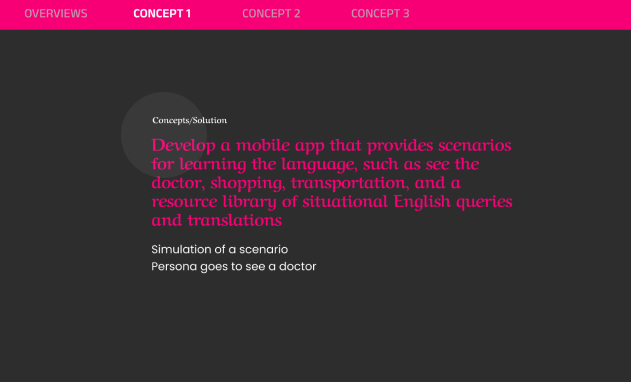 OVERVIEWS CONCEPT 1 CONCEPT 2 CONCEPT 3
Concepts/Solution
Develop a mobile app that provides scenarios
for learning the language, such as see the
doctor, shopping, transportation, and a
resource library of situational English queries
and translations
Simulation of a scenario
Persona goes to see a doctor